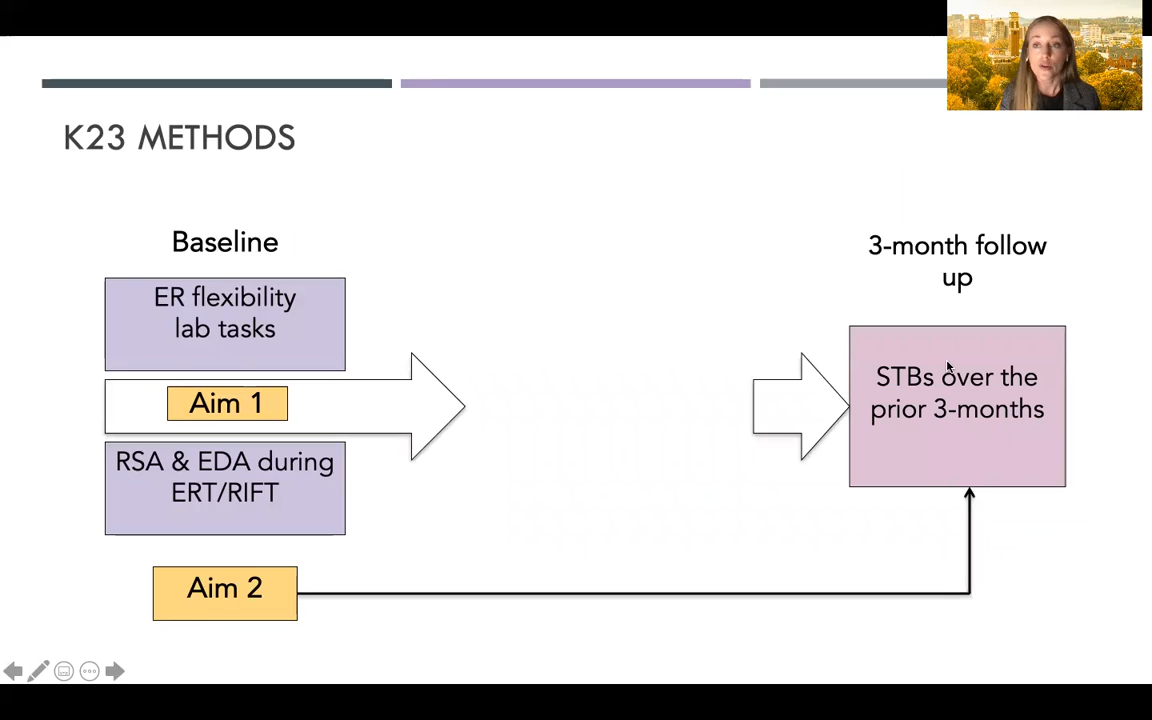 K23 METHODS
Baseline
ER flexibility
lab tasks
Aim 1
RSA & EDA during
ERT/RIFT
Aim 2
3-month follow
up
STBs over the
prior 3-months